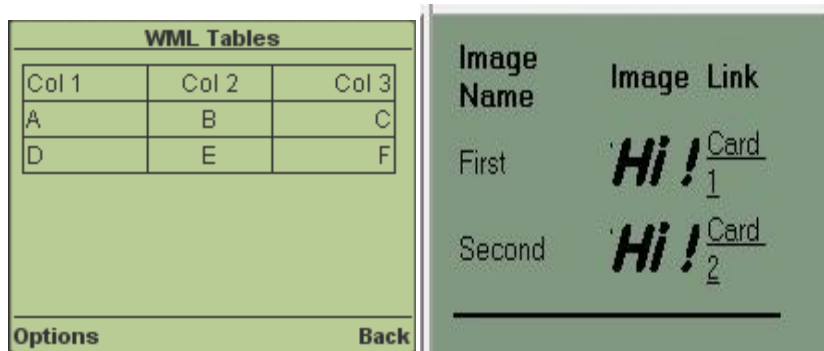 WML Tables
Col 1 Col 2 Col 3
A B C
D E F
Options Back
Image Name Image Link
First Hi! Card 1
Second Hi! Card 2